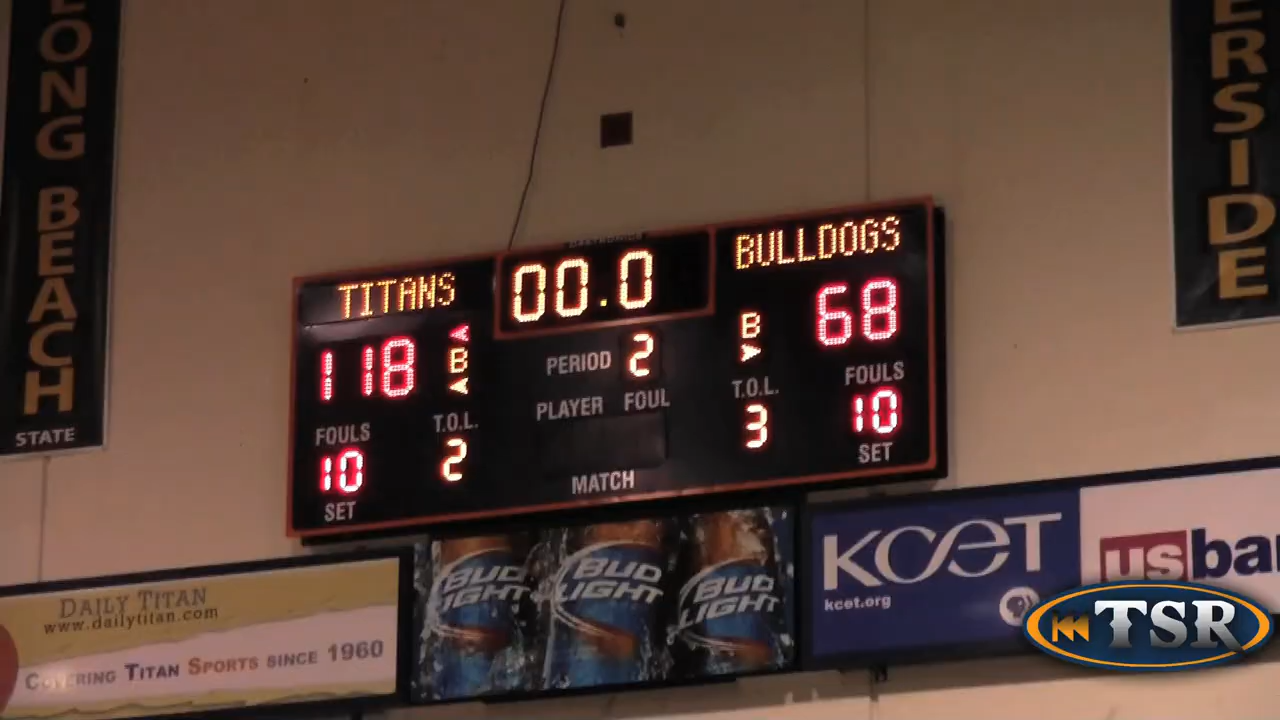 LONG BEACH
STATE
ERSIDE
TITANS
00.0
BULLDOGS
118
A
B
PERIOD 2
B
68
PLAYER FOUL
FOULS
T.O.L.
T.O.L.
FOULS
10
2
3
10
SET
MATCH
SET
DAILY TITAN
www.dailytitan.com
COVERING TITAN SPORTS SINCE 1960
BUD LIGHT
BUD LIGHT
BUD LIGHT
KCET
kcet.org
usba
TSR